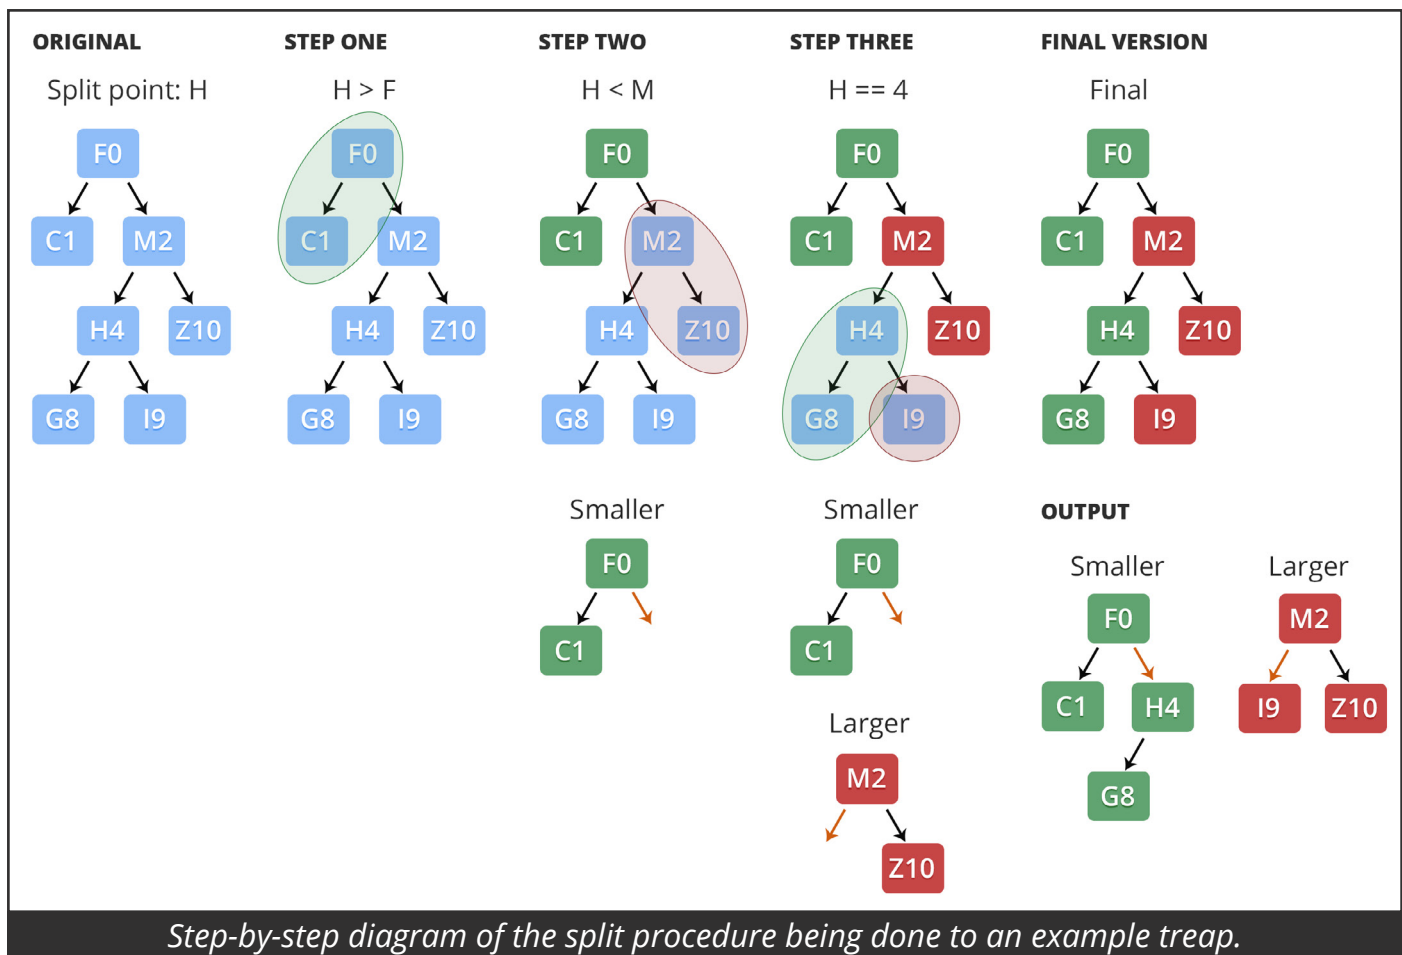 ORIGINAL
Split point: H
F0
C1 M2
H4 Z10
G8 I9
STEP ONE
H > F
F0
C1 M2
H4 Z10
G8 I9
STEP TWO
H < M
F0
C1 M2
H4 Z10
G8 I9
Smaller
F0
C1
STEP THREE
H == 4
F0
C1 M2
H4 Z10
G8 I9
Smaller
F0
C1
Larger
M2
Z10
FINAL VERSION
Final
F0
C1 M2
H4 Z10
G8 I9
OUTPUT
Smaller
F0
C1 H4
G8
Larger
M2
I9 Z10
Step-by-step diagram of the split procedure being done to an example treap.